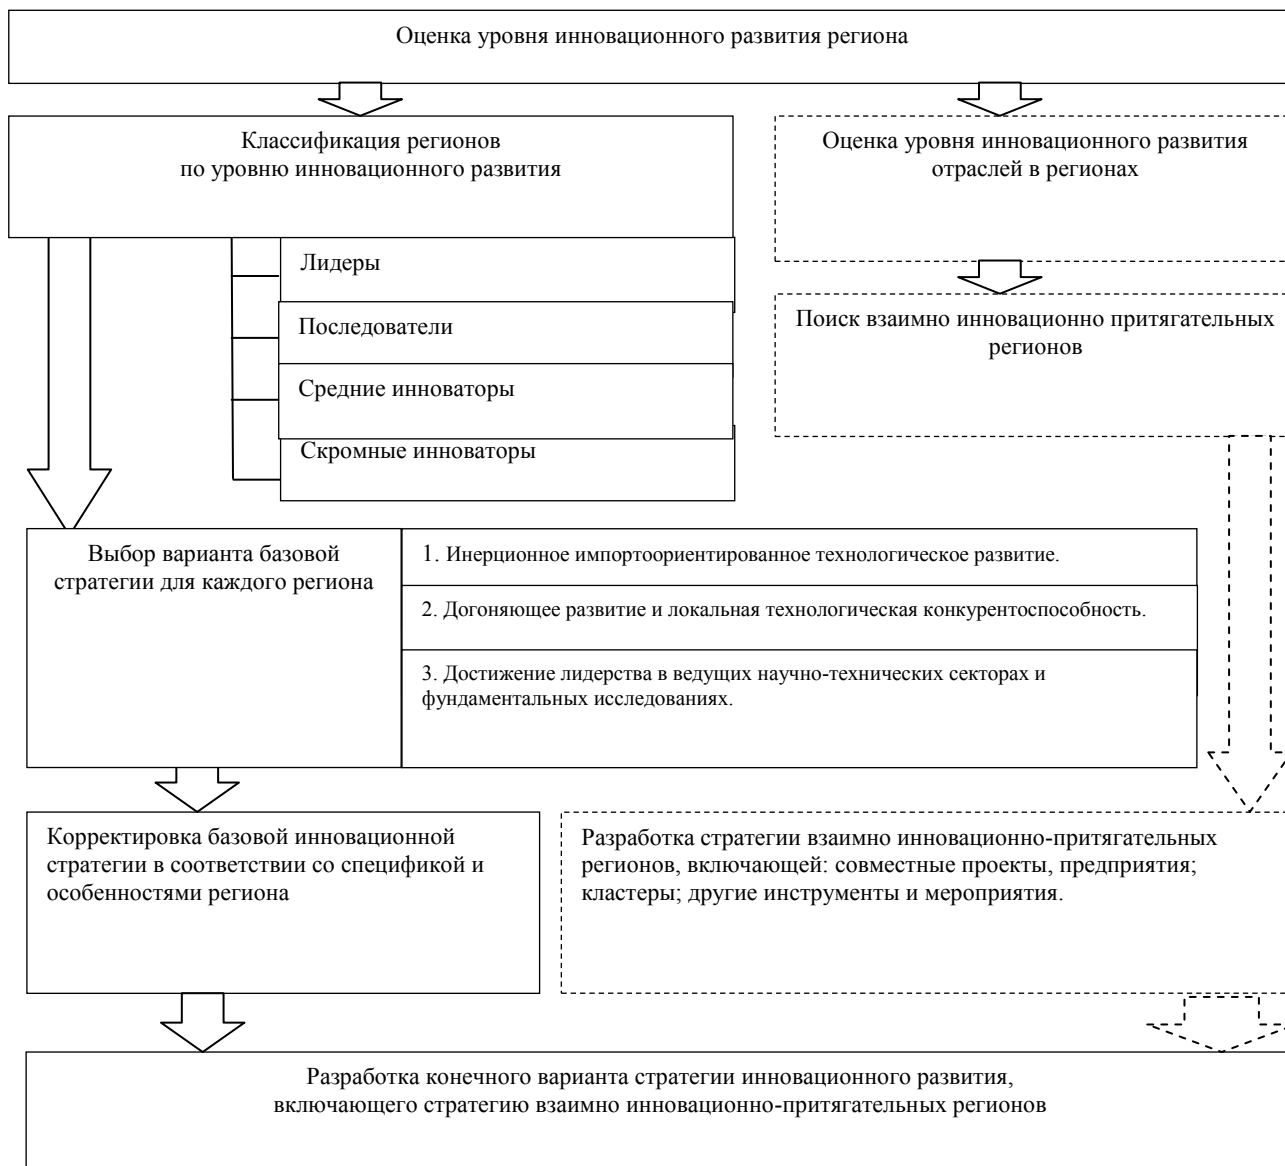 Оценка уровня инновационного развития региона
Классификация регионов
по уровню инновационного развития
Оценка уровня инновационного развития
отраслей в регионах
Лидеры
Последователи
Средние инноваторы
Скромные инноваторы
Поиск взаимно инновационно притягательных
регионов
Выбор варианта базовой
стратегии для каждого региона
1. Инерционное импортоориентированное технологическое развитие.
2. Догоняющее развитие и локальная технологическая конкурентоспособность.
3. Достижение лидерства в ведущих научно-технических секторах и
фундаментальных исследованиях.
Корректировка базовой инновационной
стратегии в соответствии со спецификой и
особенностями региона
Разработка стратегии взаимно инновационно-притягательных
регионов, включающей: совместные проекты, предприятия;
кластеры; другие инструменты и мероприятия.
Разработка конечного варианта стратегии инновационного развития,
включающего стратегию взаимно инновационно-притягательных регионов